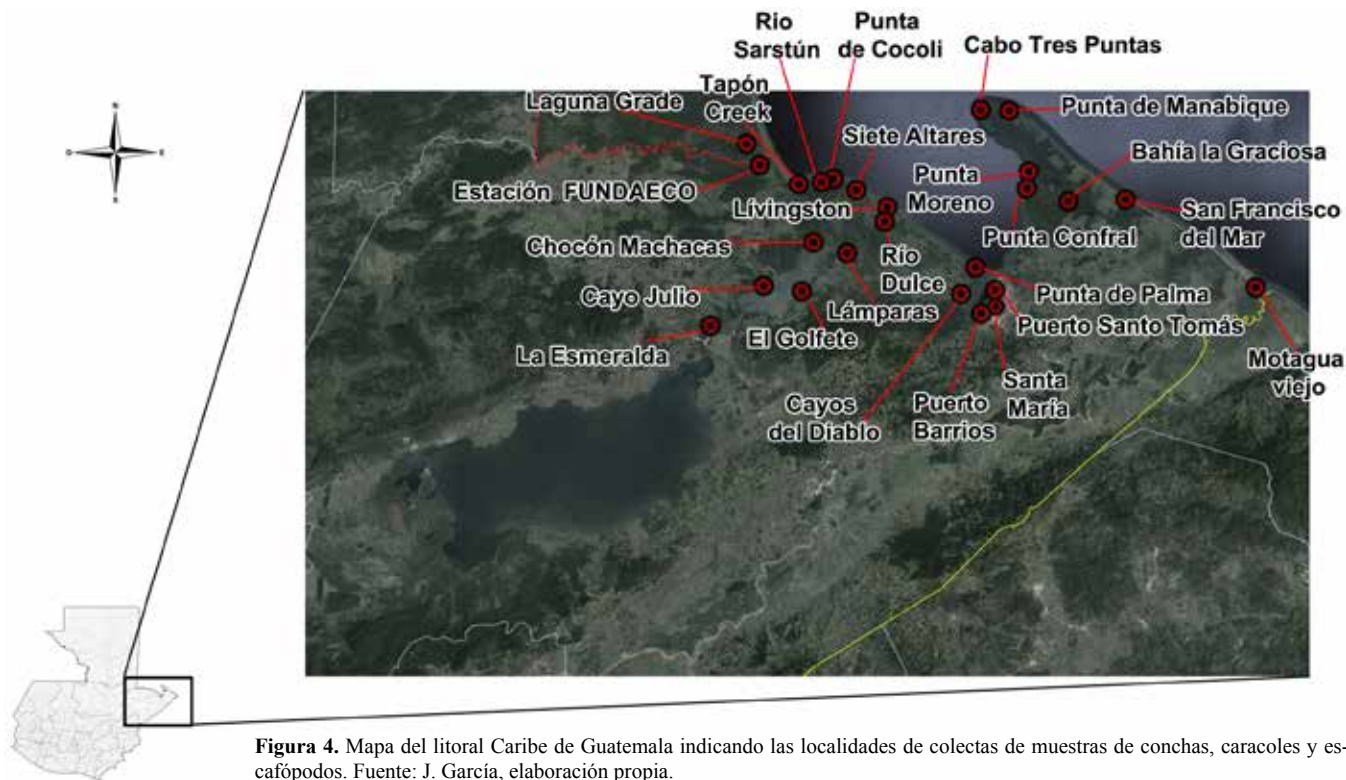 Rio
Sarstún
Punta
de Cocoli
Cabo Tres Puntas
Tapón
Creek
Laguna Grade
Siete Altares
Punta de Manabique
Bahía la Graciosa
Estación FUNDAECO
Punta
Moreno
Lívingston
San Francisco
del Mar
Punta Confral
Chocón Machacas
Río
Dulce
Cayo Julio
Lámparas
Punta de Palma
El Golfete
Puerto Santo Tomás
La Esmeralda
Motagua
viejo
Cayos
del Diablo
Puerto
Barrios
Santa
María
N
O
E
S
Figura 4. Mapa del litoral Caribe de Guatemala indicando las localidades de colectas de muestras de conchas, caracoles y es-
cafópodos. Fuente: J. García, elaboración propia.